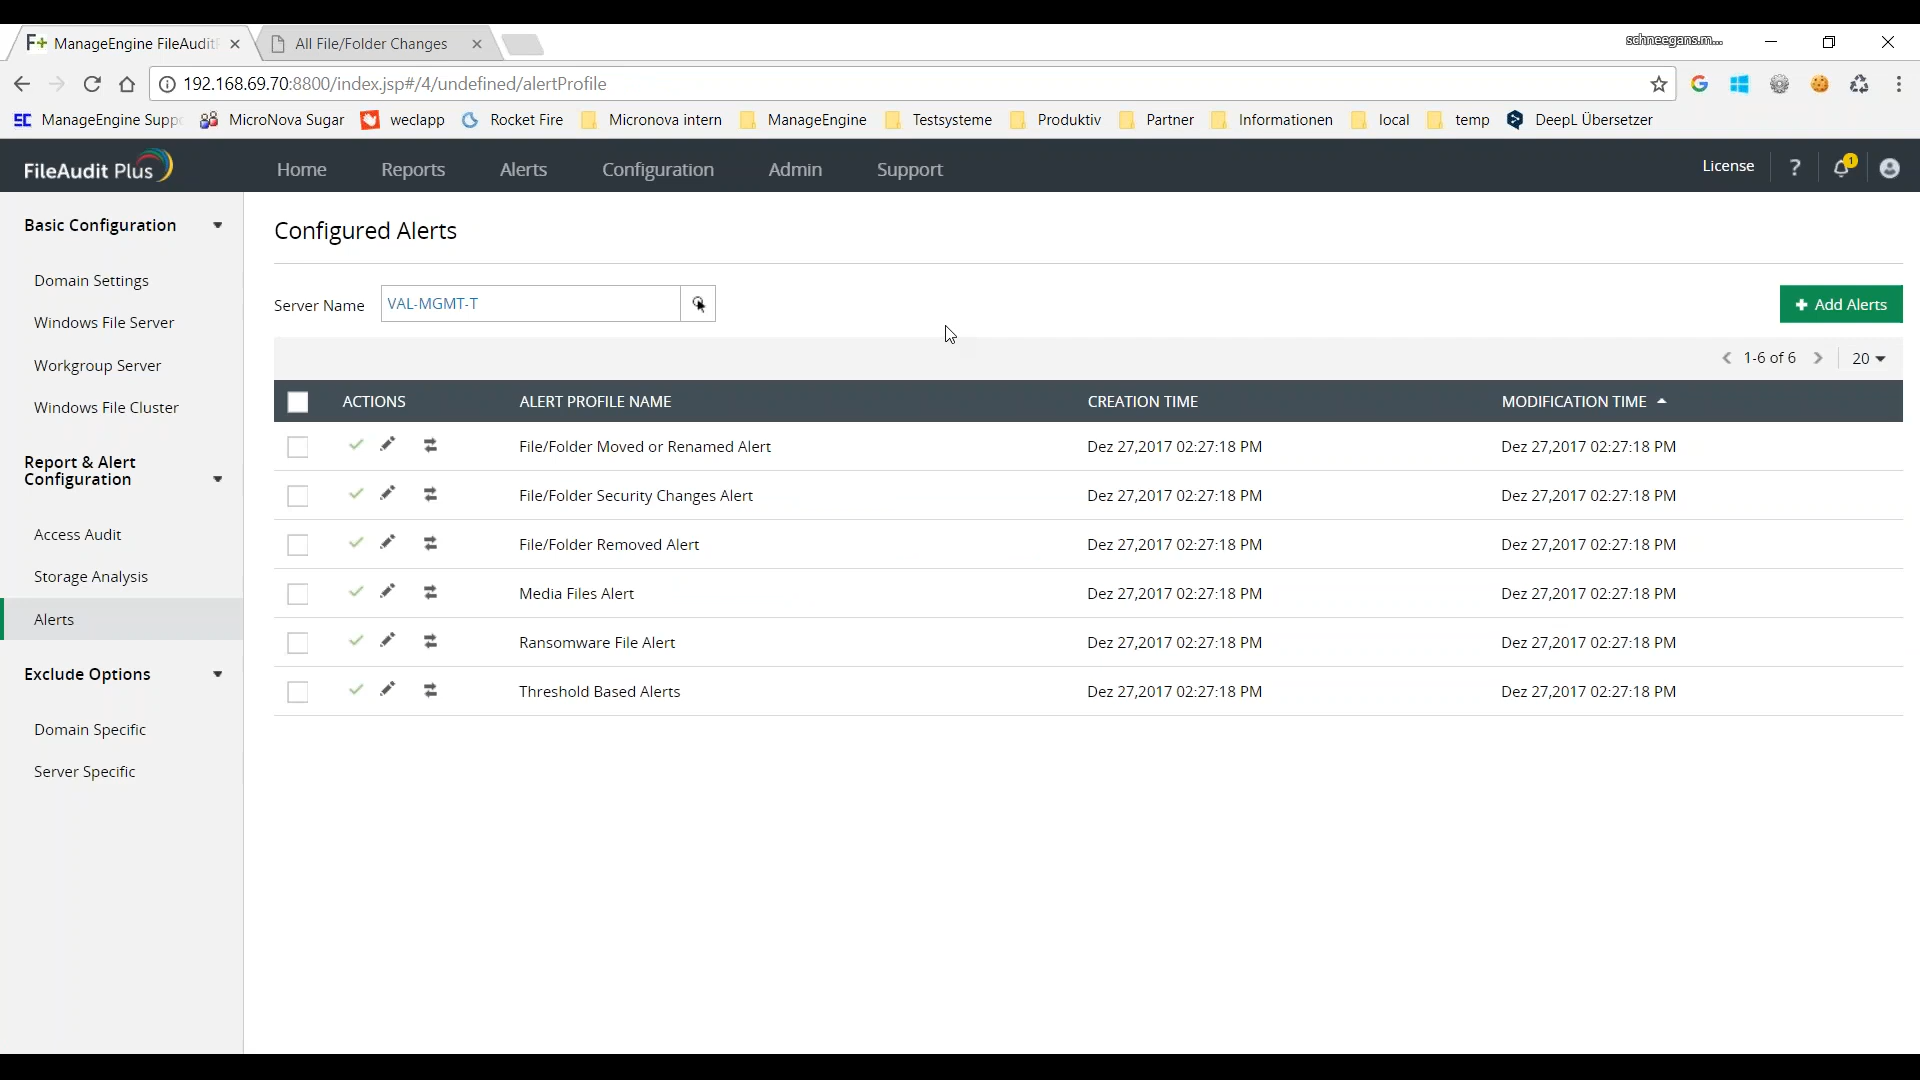 F+ ManageEngine FileAudit
All File/Folder Changes
schneegans.m...
192.168.69.70:8800/index.jsp#/4/undefined/alertProfile
ManageEngine Supp
MicroNova Sugar
weclapp
Rocket Fire
Micronova intern
ManageEngine
Testsysteme
Produktiv
Partner
Informationen
local
temp
DeepL Übersetzer
FileAudit Plus
Home
Reports
Alerts
Configuration
Admin
Support
License
?
1
Basic Configuration
Domain Settings
Windows File Server
Workgroup Server
Windows File Cluster
Report & Alert
Configuration
Access Audit
Storage Analysis
Alerts
Exclude Options
Domain Specific
Server Specific
Configured Alerts
Server Name VAL-MGMT-T
+ Add Alerts
1-6 of 6
20
ACTIONS ALERT PROFILE NAME CREATION TIME MODIFICATION TIME
File/Folder Moved or Renamed Alert Dez 27,2017 02:27:18 PM Dez 27,2017 02:27:18 PM
File/Folder Security Changes Alert Dez 27,2017 02:27:18 PM Dez 27,2017 02:27:18 PM
File/Folder Removed Alert Dez 27,2017 02:27:18 PM Dez 27,2017 02:27:18 PM
Media Files Alert Dez 27,2017 02:27:18 PM Dez 27,2017 02:27:18 PM
Ransomware File Alert Dez 27,2017 02:27:18 PM Dez 27,2017 02:27:18 PM
Threshold Based Alerts Dez 27,2017 02:27:18 PM Dez 27,2017 02:27:18 PM